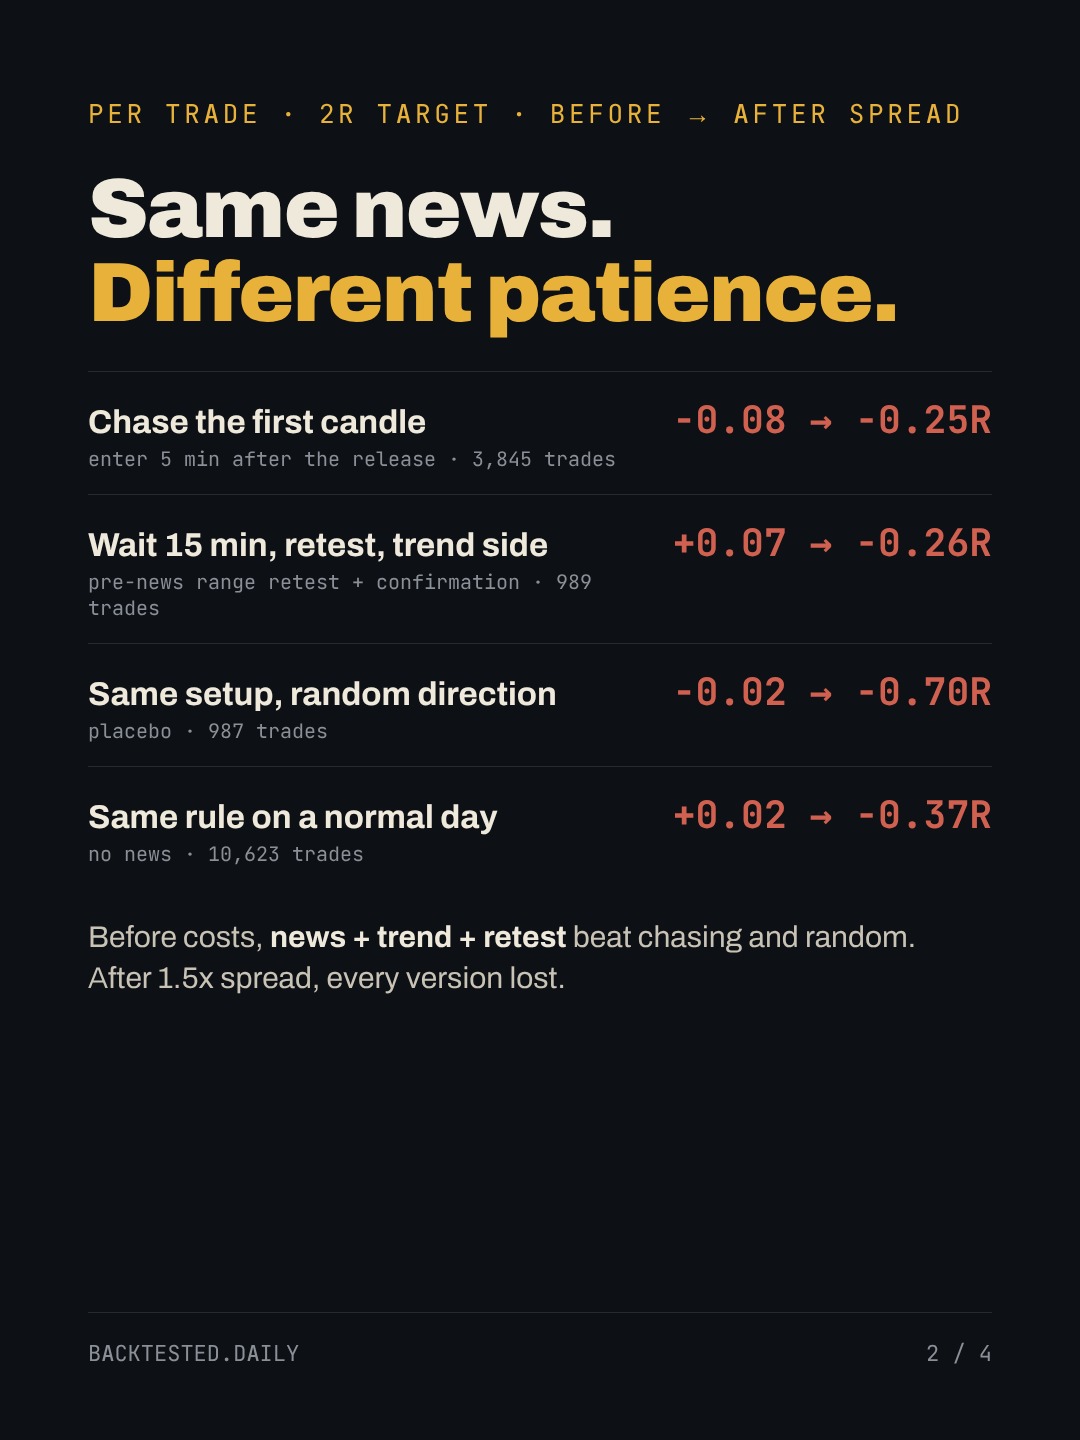 PER TRADE · 2R TARGET · BEFORE → AFTER SPREAD
Same news.
Different patience.
Chase the first candle -0.08 → -0.25R
enter 5 min after the release · 3,845 trades
Wait 15 min, retest, trend side +0.07 → -0.26R
pre-news range retest + confirmation · 989
trades
Same setup, random direction -0.02 → -0.70R
placebo · 987 trades
Same rule on a normal day +0.02 → -0.37R
no news · 10,623 trades
Before costs, news + trend + retest beat chasing and random.
After 1.5x spread, every version lost.
BACKTESTED.DAILY 2 / 4